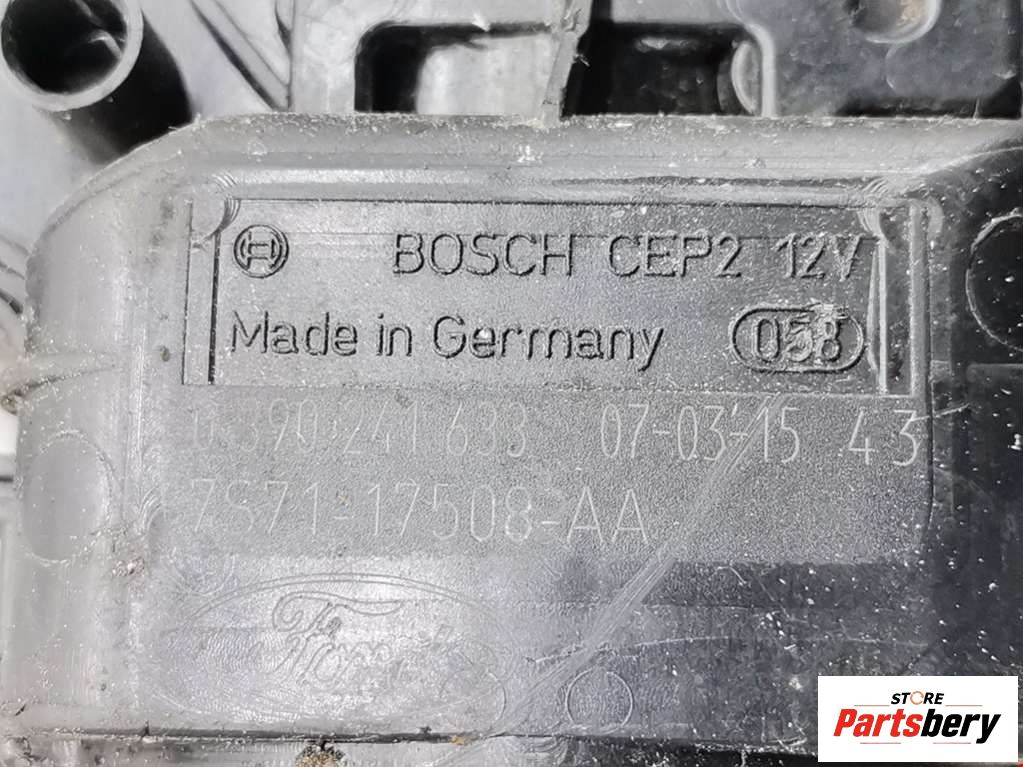 BOSCH CEP2 12V
Made in Germany 058
0 390 241 633 07-03-15 43
7S71-17508-AA
Ford
STORE
Partsbery